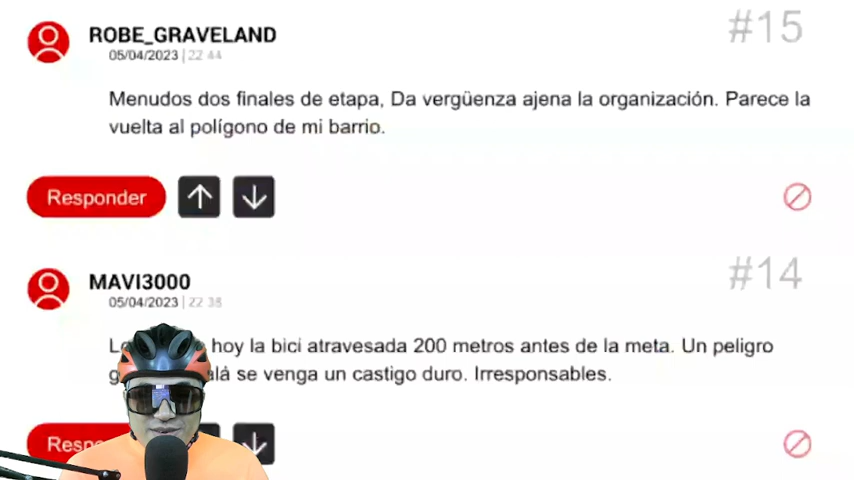 ROBE_GRAVELAND
#15
05/04/2023 | 22 44
Menudos dos finales de etapa, Da vergüenza ajena la organización. Parece la
vuelta al polígono de mi barrio.
Responder
MAVI3000
#14
05/04/2023 | 22 38
hoy la bici atravesada 200 metros antes de la meta. Un peligro
se venga un castigo duro. Irresponsables.